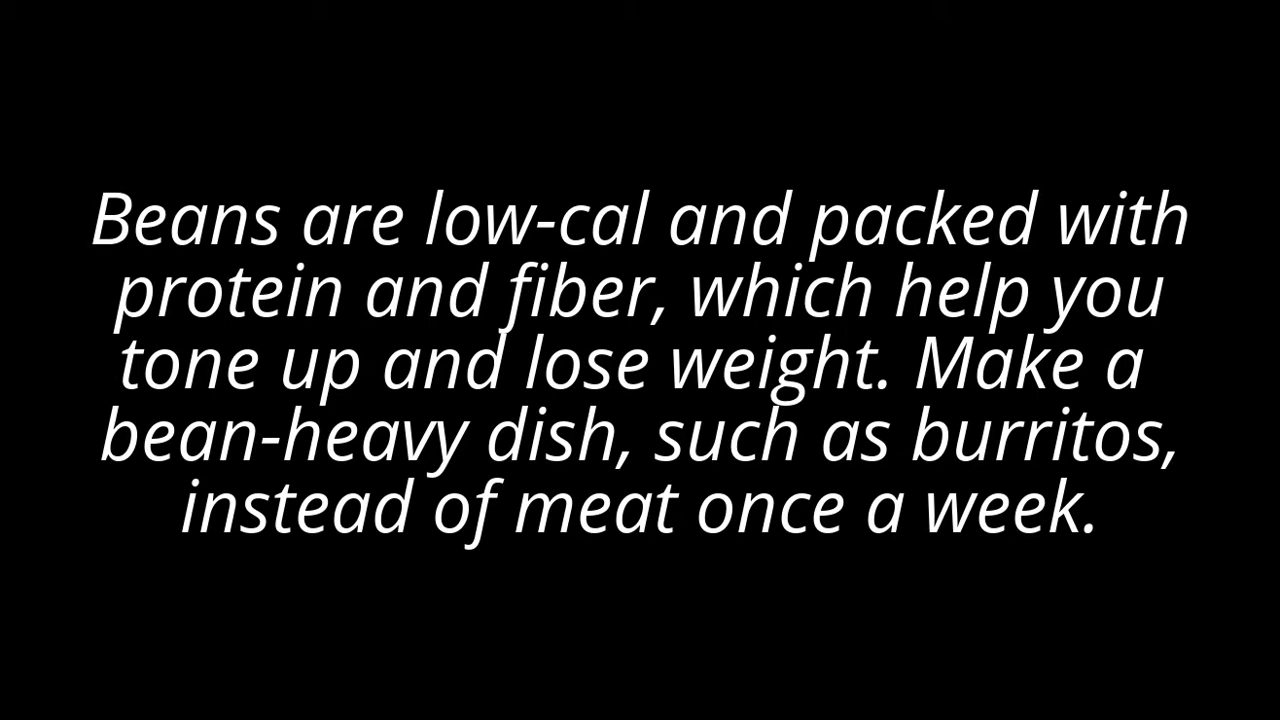 Beans are low-cal and packed with
protein and fiber, which help you
tone up and lose weight. Make a
bean-heavy dish, such as burritos,
instead of meat once a week.